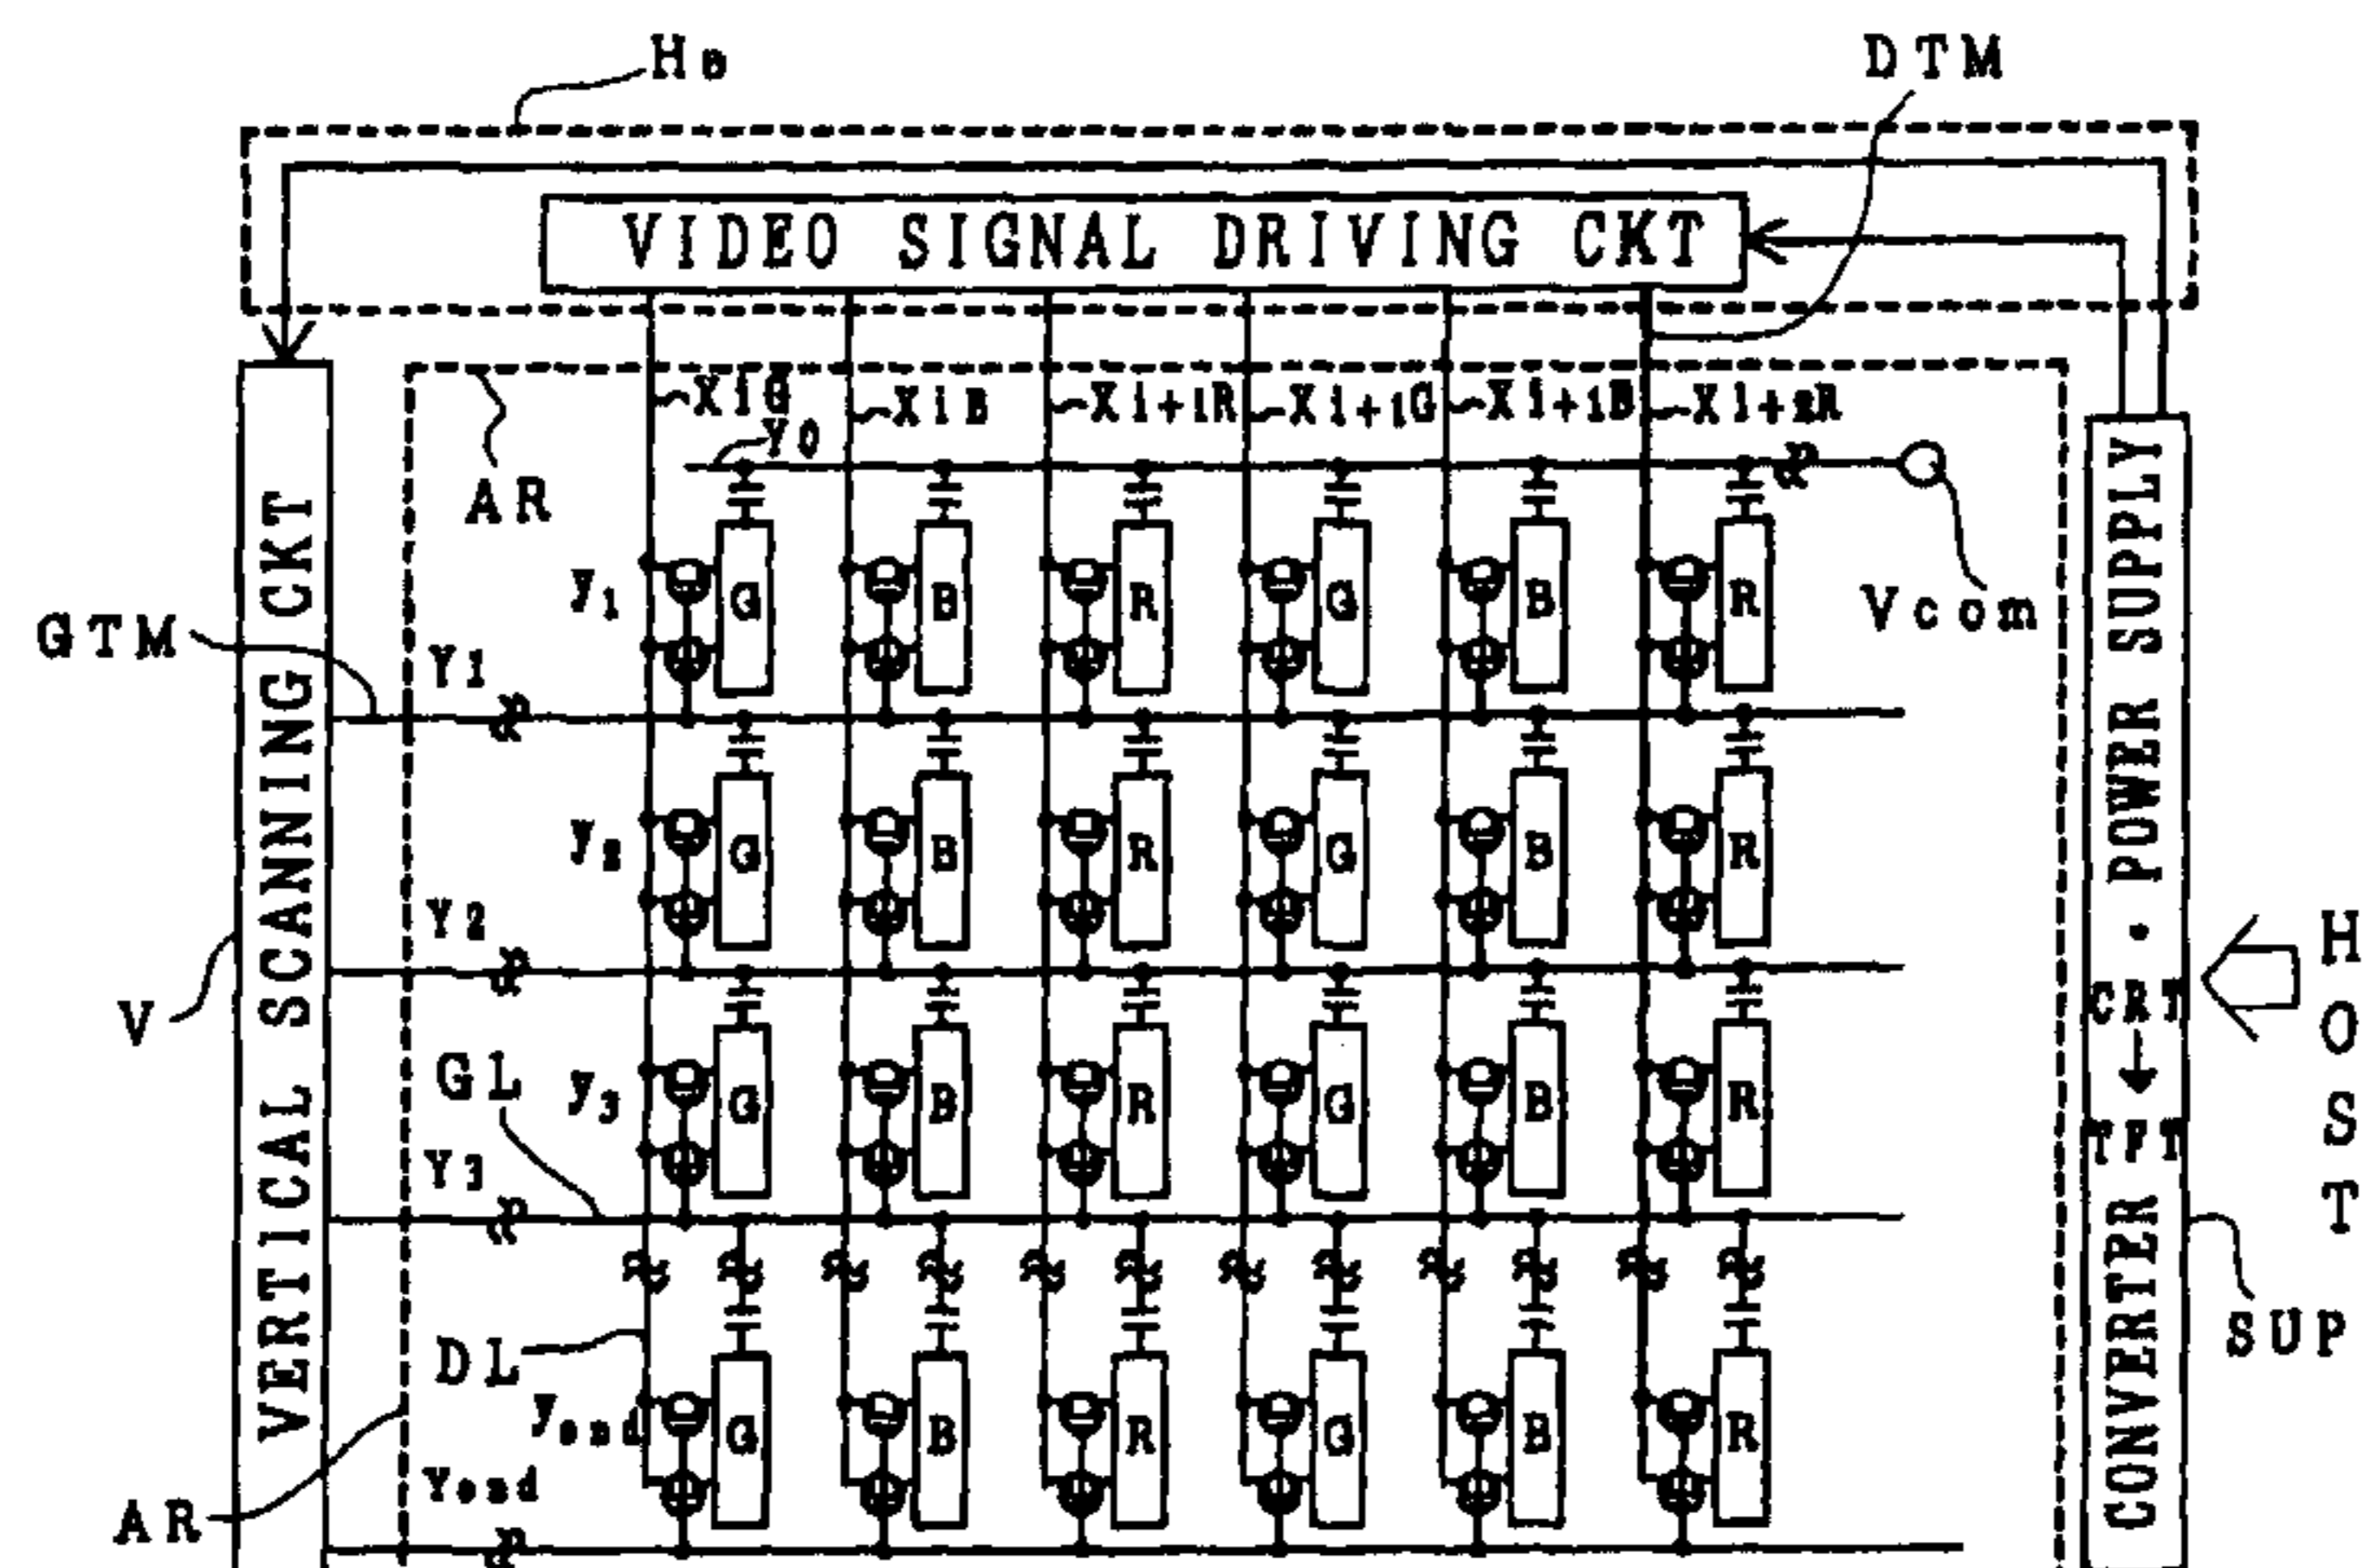 He
DTM
VIDEO SIGNAL DRIVING CKT
XiG
XiB
Xi+1R
Xi+1G
Xi+1B
Xi+2R
Y0
AR
Vcom
VERTICAL SCANNING CKT
CONVERTER TFT ← CRT • POWER SUPPLY
HOST
GTM
y1
G B R G B R
Y1
y2
G B R G B R
Y2
V
GL
y3
G B R G B R
Y3
SUP
DL
yend
G B R G B R
Yend
AR